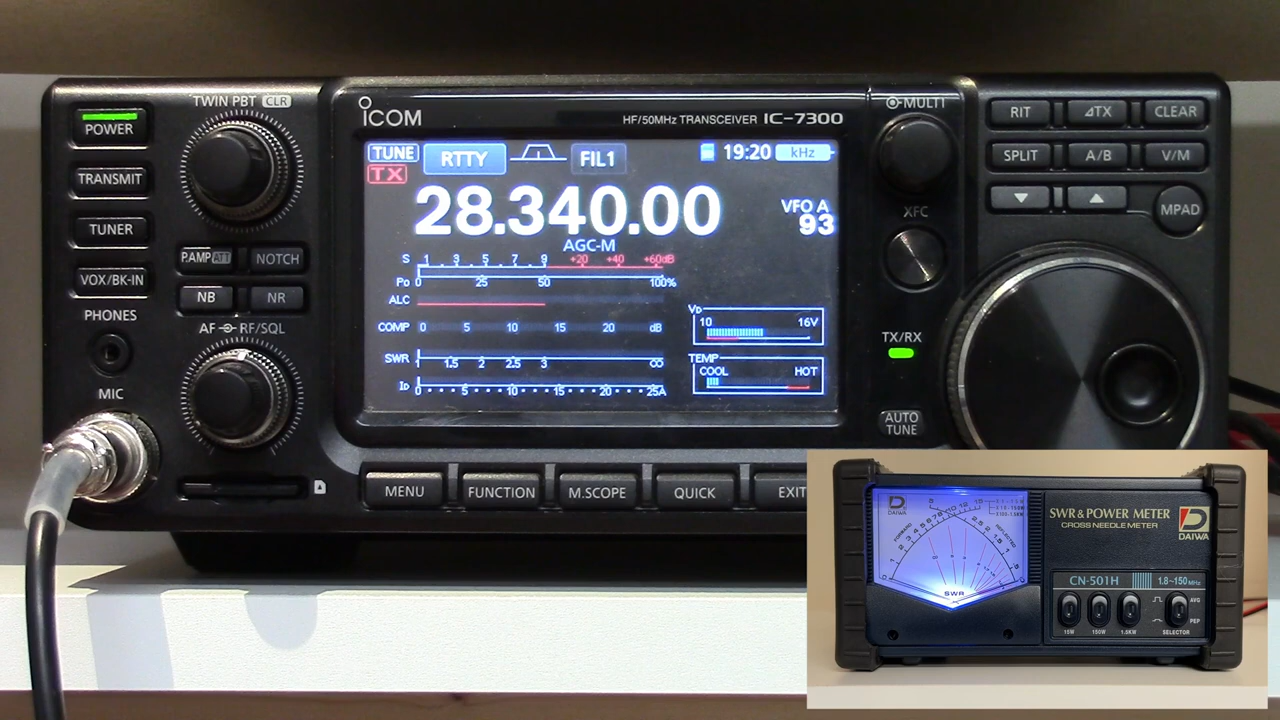 TWIN PBT CLR
POWER
TRANSMIT
TUNER
VOX/BK-IN
PHONES
MIC
P.AMP ATT
NOTCH
NB
NR
AF RF/SQL
ICOM
HF/50MHz TRANSCEIVER IC-7300
TUNE RTTY FIL1 19:20 kHz
TX
28.340.00
VFO A
93
AGC-M
S 1 3 5 7 9 +20 +40 +60dB
Po 0 25 50 100%
ALC
COMP 0 5 10 15 20 dB
SWR 1 1.5 2 2.5 3 ∞
ID 0 5 10 15 20 25A
VD
10 16V
TEMP
COOL HOT
MENU
FUNCTION
M.SCOPE
QUICK
EXIT
MULTI
XFC
TX/RX
AUTO
TUNE
RIT
⊿TX
CLEAR
SPLIT
A/B
V/M
MPAD
DAIWA
FORWARD
REFLECTED
SWR
SWR & POWER METER
CROSS NEEDLE METER
DAIWA
CN-501H 1.8~150MHz
AVG
PEP
15W 150W 1.5KW SELECTOR